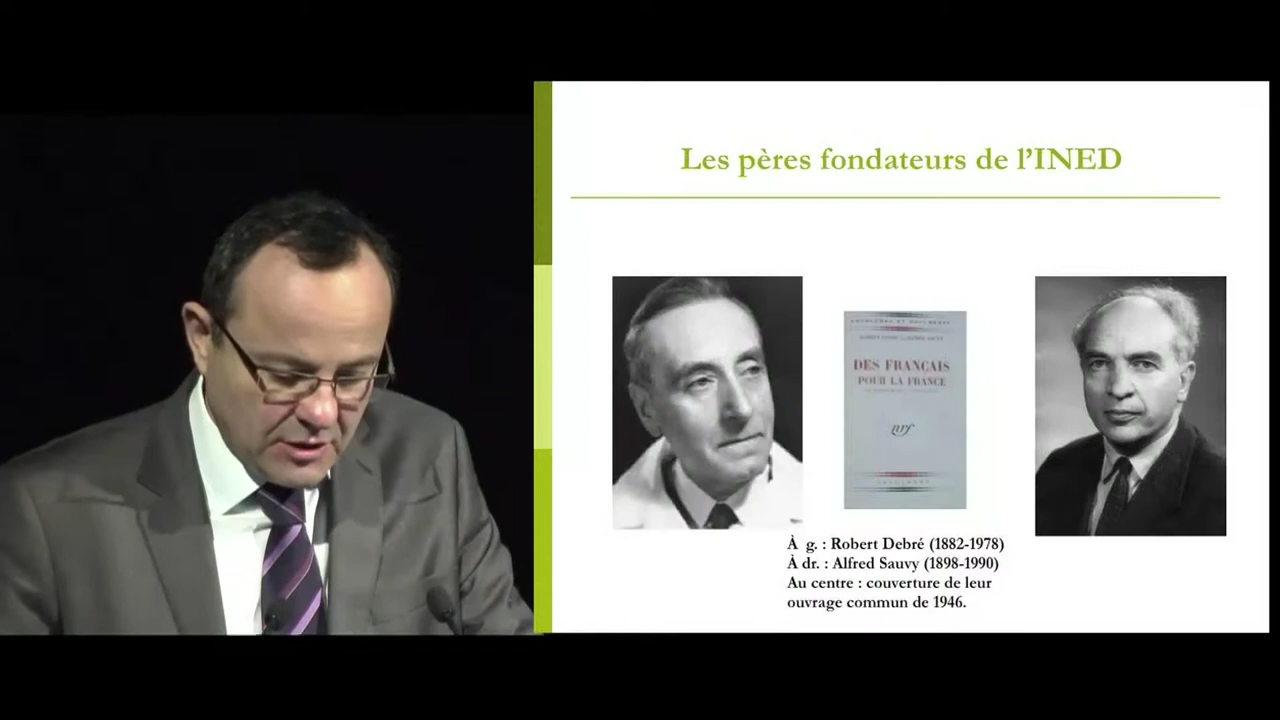 Les pères fondateurs de l'INED
DES FRANÇAIS
POUR LA FRANCE
nrf
À g. : Robert Debré (1882-1978)
À dr. : Alfred Sauvy (1898-1990)
Au centre : couverture de leur
ouvrage commun de 1946.